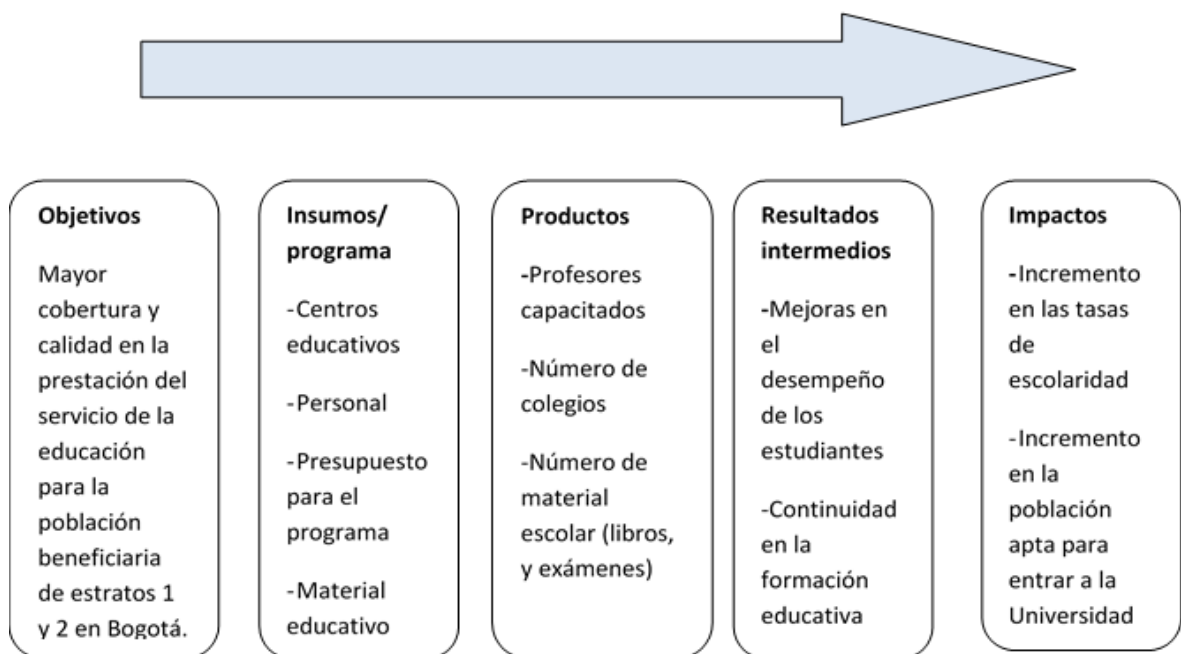 Objetivos
Mayor
cobertura y
calidad en la
prestación del
servicio de la
educación
para la
población
beneficiaria
de estratos 1
y 2 en Bogotá.
Insumos/
programa
-Centros
educativos
-Personal
-Presupuesto
para el
programa
-Material
educativo
Productos
-Profesores
capacitados
-Número de
colegios
-Número de
material
escolar (libros,
y exámenes)
Resultados
intermedios
-Mejoras en
el
desempeño
de los
estudiantes
-Continuidad
en la
formación
educativa
Impactos
-Incremento
en las tasas
de
escolaridad
-Incremento
en la
población
apta para
entrar a la
Universidad